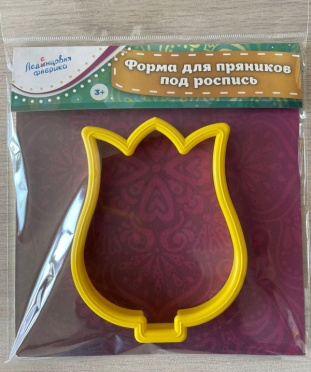 Леденцовая
фабрика
Форма для пряников
под роспись
3+